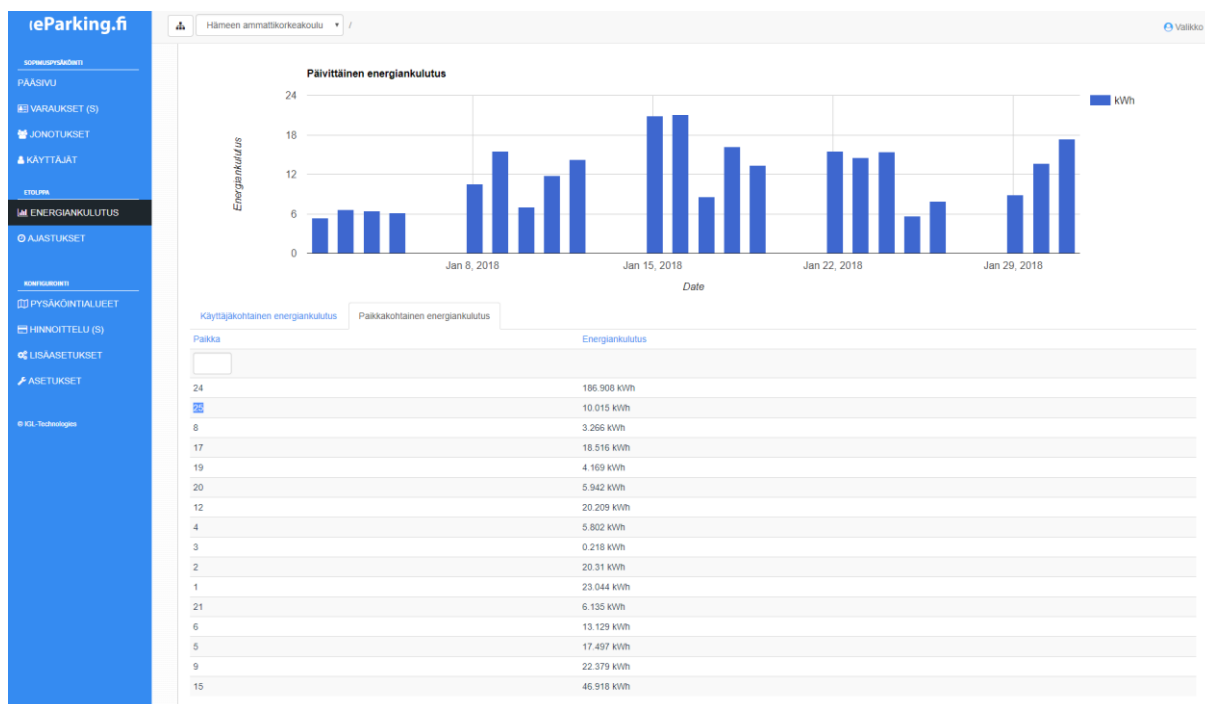 eParking.fi
Hämeen ammattikorkeakoulu
/
Valikko
SOPIMUSPYSÄKÖINTI
PÄÄSIVU
VARAUKSET (S)
JONOTUKSET
KÄYTTÄJÄT
ETOLPPA
ENERGIANKULUTUS
AJASTUKSET
KONFIGUROINTI
PYSÄKÖINTIALUEET
HINNOITTELU (S)
LISÄASETUKSET
ASETUKSET
© IGL-Technologies
Päivittäinen energiankulutus
24
18
12
6
0
Energiankulutus
kWh
Jan 8, 2018
Jan 15, 2018
Jan 22, 2018
Jan 29, 2018
Date
Käyttäjäkohtainen energiankulutus Paikkakohtainen energiankulutus
Paikka Energiankulutus
24 186.908 kWh
25 10.015 kWh
8 3.266 kWh
17 18.516 kWh
19 4.169 kWh
20 5.942 kWh
12 20.209 kWh
4 5.802 kWh
3 0.218 kWh
2 20.31 kWh
1 23.044 kWh
21 6.135 kWh
6 13.129 kWh
5 17.497 kWh
9 22.379 kWh
15 46.918 kWh